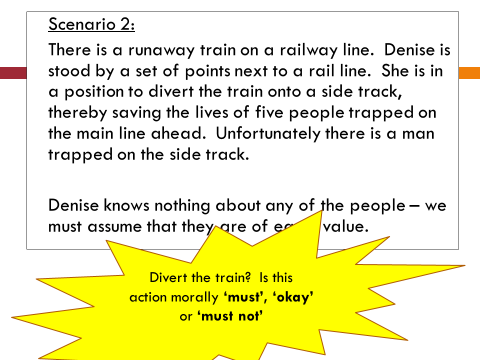 Scenario 2:
There is a runaway train on a railway line.  Denise is
stood by a set of points next to a rail line.  She is in
a position to divert the train onto a side track,
thereby saving the lives of five people trapped on
the main line ahead.  Unfortunately there is a man
trapped on the side track.
Denise knows nothing about any of the people – we
must assume that they are of value.
Divert the train?  Is this
action morally ‘must’, ‘okay’
or ‘must not’